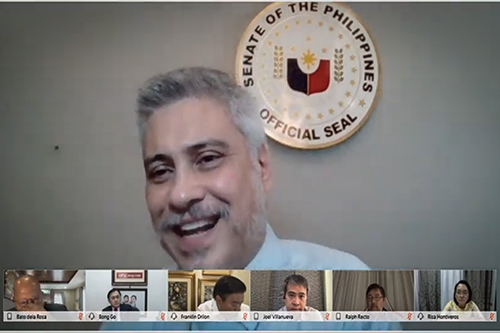 SENATE OF THE PHILIPPINES
OFFICIAL SEAL
Bato dela Rosa
Bong Go
Franklin Drilon
Joel Villanueva
Ralph Recto
Risa Hontiveros